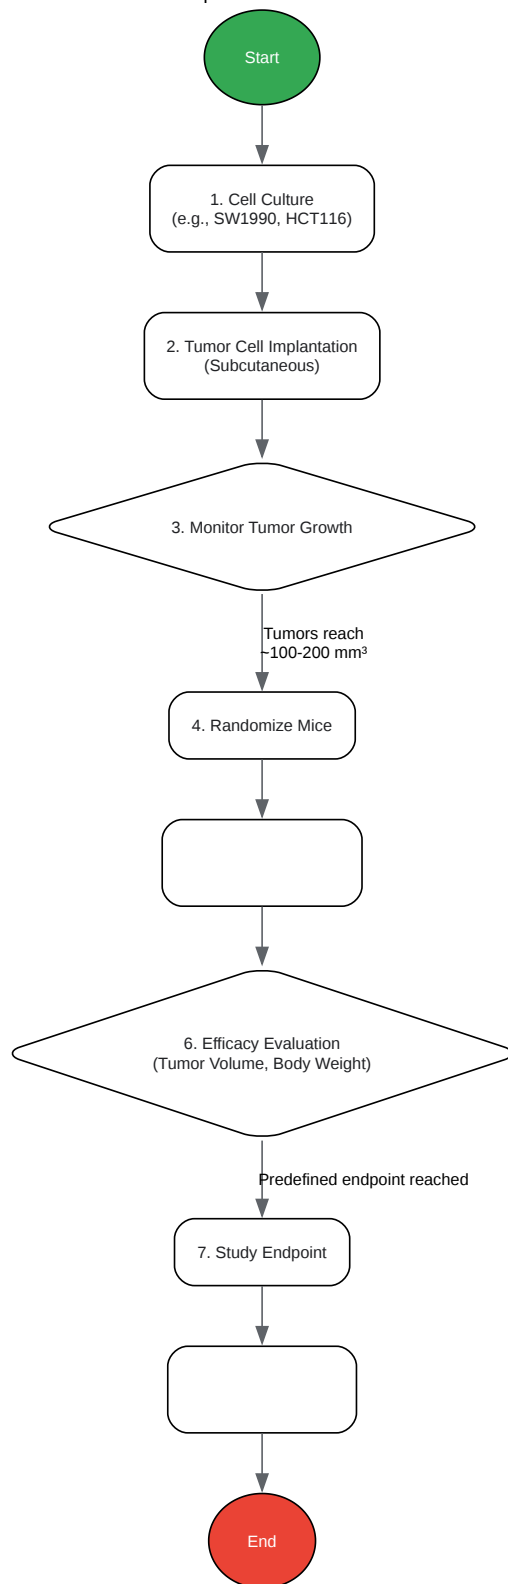 Start
1. Cell Culture
(e.g., SW1990, HCT116)
2. Tumor Cell Implantation
(Subcutaneous)
3. Monitor Tumor Growth
Tumors reach
~100-200 mm³
4. Randomize Mice
6. Efficacy Evaluation
(Tumor Volume, Body Weight)
Predefined endpoint reached
7. Study Endpoint
End